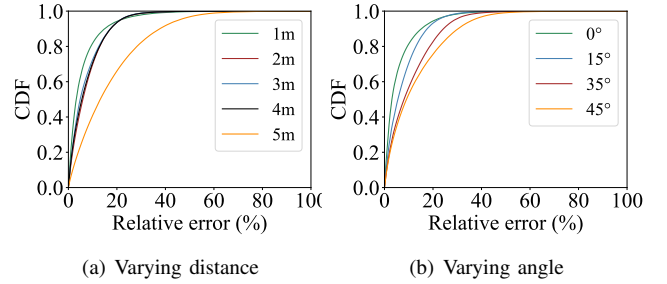 CDF
1.0
0.8
0.6
0.4
0.2
0.0
0 20 40 60 80 100
Relative error (%)
1m
2m
3m
4m
5m
(a) Varying distance
CDF
1.0
0.8
0.6
0.4
0.2
0.0
0 20 40 60 80 100
Relative error (%)
0°
15°
35°
45°
(b) Varying angle